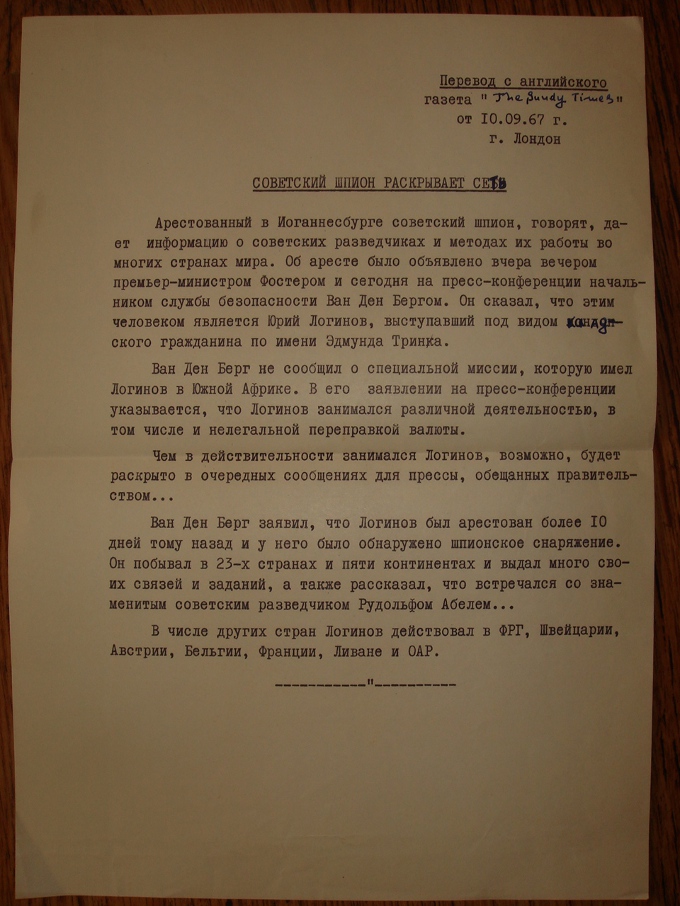 Перевод с английского
газета "The Sundy Times"
от 10.09.67 г.
г. Лондон
СОВЕТСКИЙ ШПИОН РАСКРЫВАЕТ СЕТЬ
Арестованный в Иоганнесбурге советский шпион, говорят, да-
ет информацию о советских разведчиках и методах их работы во
многих странах мира. Об аресте было объявлено вчера вечером
премьер-министром Фостером и сегодня на пресс-конференции началь-
ником службы безопасности Ван Ден Бергом. Он сказал, что этим
человеком является Юрий Логинов, выступавший под видом канад-
ского гражданина по имени Эдмунда Тринка.
Ван Ден Берг не сообщил о специальной миссии, которую имел
Логинов в Южной Африке. В его заявлении на пресс-конференции
указывается, что Логинов занимался различной деятельностью, в
том числе и нелегальной переправкой валюты.
Чем в действительности занимался Логинов, возможно, будет
раскрыто в очередных сообщениях для прессы, обещанных правитель-
ством...
Ван Ден Берг заявил, что Логинов был арестован более 10
дней тому назад и у него было обнаружено шпионское снаряжение.
Он побывал в 23-х странах и пяти континентах и выдал много сво-
их связей и заданий, а также рассказал, что встречался со зна-
менитым советским разведчиком Рудольфом Абелем...
В числе других стран Логинов действовал в ФРГ, Швейцарии,
Австрии, Бельгии, Франции, Ливане и ОАР.
-----------"----------